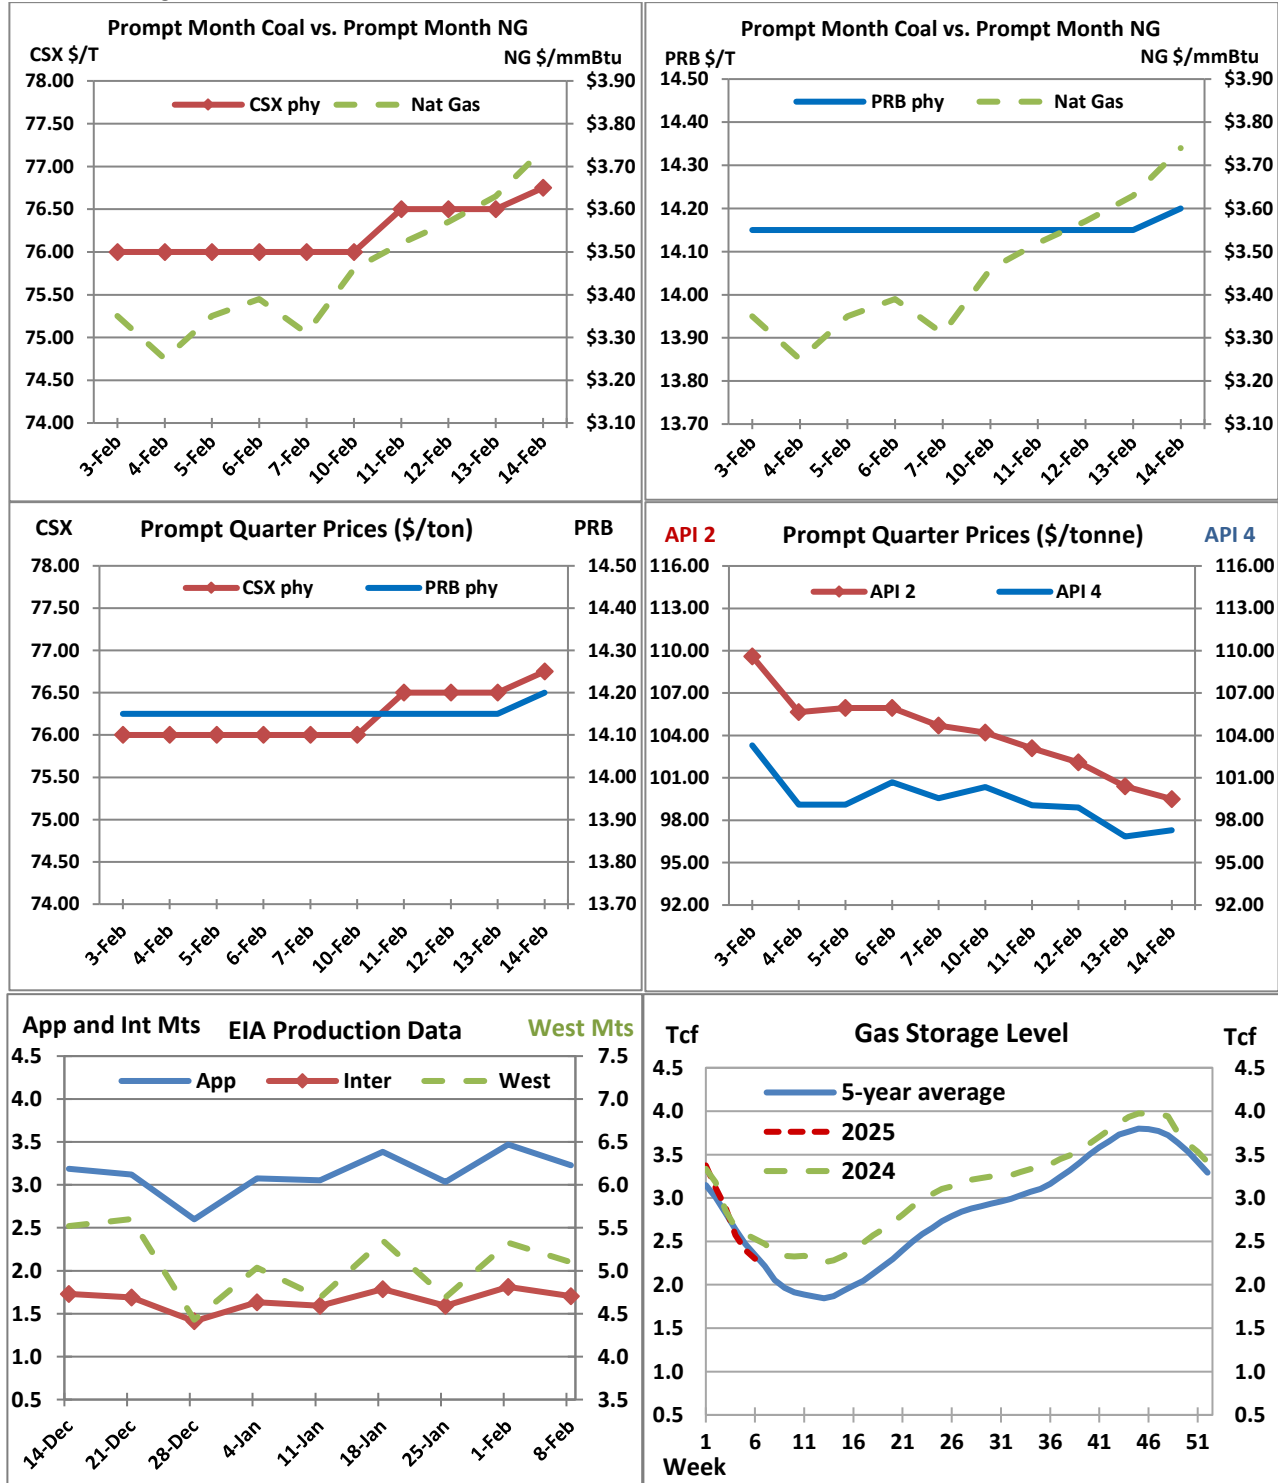 Prompt Month Coal vs. Prompt Month NG
CSX $/T
NG $/mmBtu
CSX phy
Nat Gas
78.00
77.50
77.00
76.50
76.00
75.50
75.00
74.50
74.00
$3.90
$3.80
$3.70
$3.60
$3.50
$3.40
$3.30
$3.20
$3.10
3-Feb
4-Feb
5-Feb
6-Feb
7-Feb
10-Feb
11-Feb
12-Feb
13-Feb
14-Feb
Prompt Month Coal vs. Prompt Month NG
PRB $/T
NG $/mmBtu
PRB phy
Nat Gas
14.50
14.40
14.30
14.20
14.10
14.00
13.90
13.80
13.70
$3.90
$3.80
$3.70
$3.60
$3.50
$3.40
$3.30
$3.20
$3.10
3-Feb
4-Feb
5-Feb
6-Feb
7-Feb
10-Feb
11-Feb
12-Feb
13-Feb
14-Feb
CSX
Prompt Quarter Prices ($/ton)
PRB
CSX phy
PRB phy
78.00
77.50
77.00
76.50
76.00
75.50
75.00
74.50
74.00
14.50
14.40
14.30
14.20
14.10
14.00
13.90
13.80
13.70
3-Feb
4-Feb
5-Feb
6-Feb
7-Feb
10-Feb
11-Feb
12-Feb
13-Feb
14-Feb
API 2
Prompt Quarter Prices ($/tonne)
API 4
API 2
API 4
116.00
113.00
110.00
107.00
104.00
101.00
98.00
95.00
92.00
116.00
113.00
110.00
107.00
104.00
101.00
98.00
95.00
92.00
3-Feb
4-Feb
5-Feb
6-Feb
7-Feb
10-Feb
11-Feb
12-Feb
13-Feb
14-Feb
App and Int Mts
EIA Production Data
West Mts
App
Inter
West
4.5
4.0
3.5
3.0
2.5
2.0
1.5
1.0
0.5
7.5
7.0
6.5
6.0
5.5
5.0
4.5
4.0
3.5
14-Dec
21-Dec
28-Dec
4-Jan
11-Jan
18-Jan
25-Jan
1-Feb
8-Feb
Tcf
Gas Storage Level
Tcf
5-year average
2025
2024
4.5
4.0
3.5
3.0
2.5
2.0
1.5
1.0
0.5
4.5
4.0
3.5
3.0
2.5
2.0
1.5
1.0
0.5
1
6
11
16
21
26
31
36
41
46
51
Week